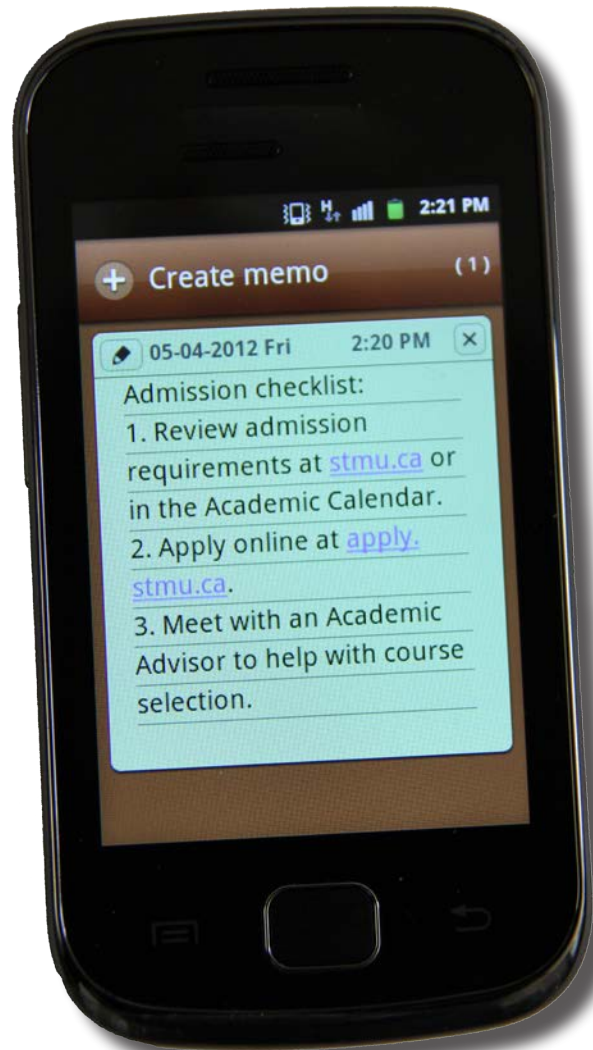 2:21 PM
Create memo (1)
05-04-2012 Fri 2:20 PM
Admission checklist:
1. Review admission
requirements at stmu.ca or
in the Academic Calendar.
2. Apply online at apply.
stmu.ca.
3. Meet with an Academic
Advisor to help with course
selection.